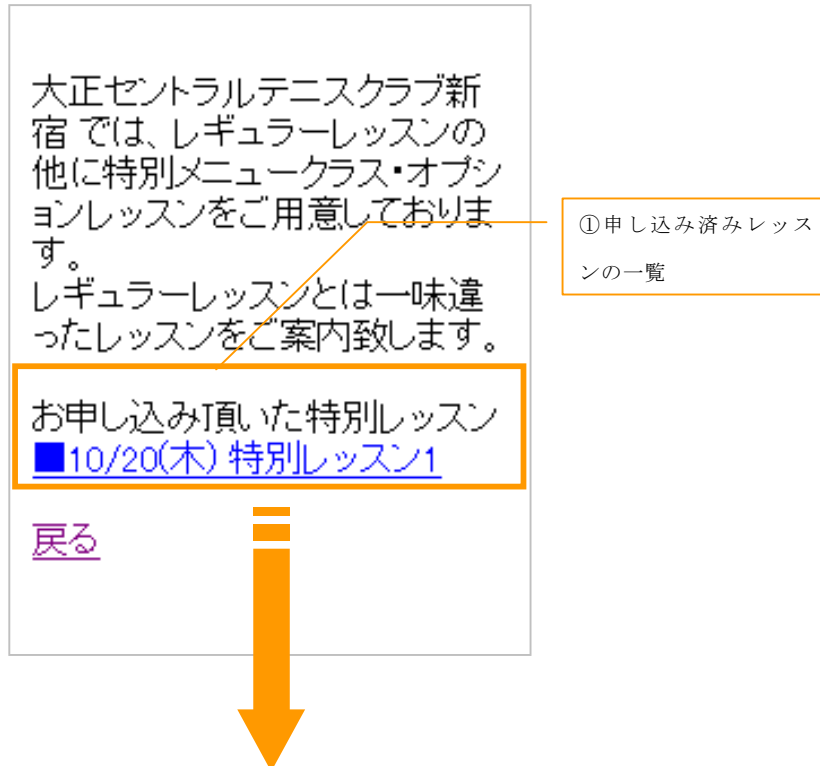 大正セントラルテニスクラブ新
宿 では、レギュラーレッスンの
他に特別メニュークラス・オプシ
ョンレッスンをご用意しておりま
す。
レギュラーレッスンとは一味違
ったレッスンをご案内致します。
お申し込み頂いた特別レッスン
■10/20(木) 特別レッスン1
戻る
①申し込み済みレッス
ンの一覧